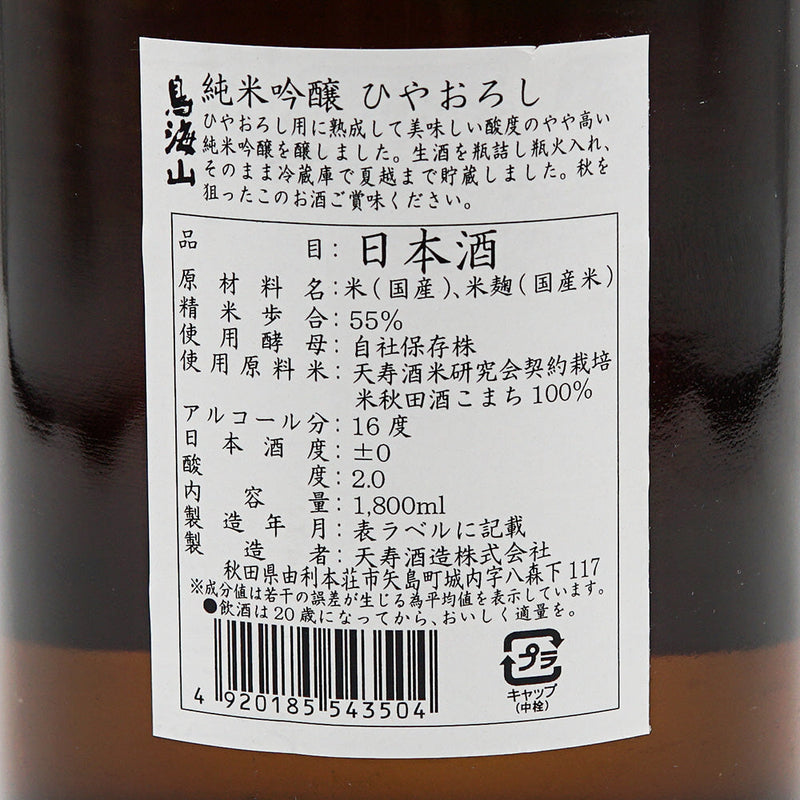 鳥海山
純米吟醸 ひやおろし
ひやおろし用に熟成して美味しい酸度のやや高い
純米吟醸を醸しました。生酒を瓶詰し瓶火入れ、
そのまま冷蔵庫で夏越まで貯蔵しました。秋を
狙ったこのお酒ご賞味ください。
品目：日本酒
原材料名：米（国産）、米麹（国産米）
精米歩合：55%
使用酵母：自社保存株
使用原料米：天寿酒米研究会契約栽培
米秋田酒こまち100%
アルコール分：16度
日本酒度：±0
酸度：2.0
内容量：1,800ml
製造年月：表ラベルに記載
製造者：天寿酒造株式会社
秋田県由利本荘市矢島町城内字八森下117
※成分値は若干の誤差が生じる為平均値を表示しています。
●飲酒は20歳になってから、おいしく適量を。
4 920185 543504
プラ
キャップ
（中栓）